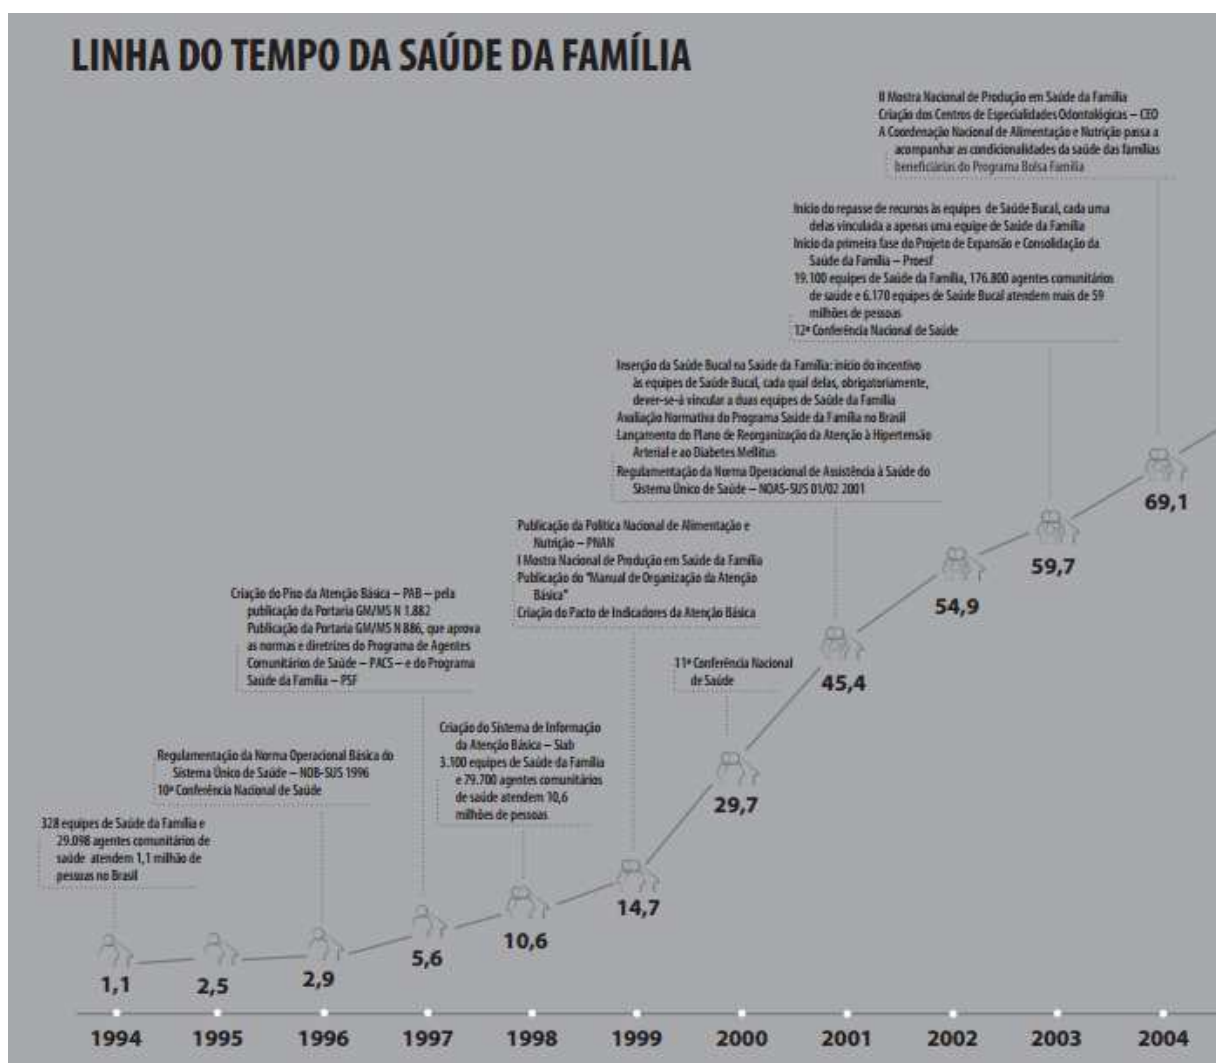 LINHA DO TEMPO DA SAÚDE DA FAMÍLIA
II Mostra Nacional de Produção em Saúde da Família
Criação dos Centros de Especialidades Odontológicas – CEO
A Coordenação Nacional de Alimentação e Nutrição passa a
acompanhar as condicionalidades da saúde das famílias
beneficiárias do Programa Bolsa Família
Início do repasse de recursos às equipes de Saúde Bucal, cada uma
delas vinculada a apenas uma equipe de Saúde da Família
Início da primeira fase do Projeto de Expansão e Consolidação da
Saúde da Família – Proesf
19.100 equipes de Saúde da Família, 176.800 agentes comunitários
de saúde e 6.170 equipes de Saúde Bucal atendem mais de 59
milhões de pessoas
12ª Conferência Nacional de Saúde
Inserção da Saúde Bucal na Saúde da Família: início do incentivo
às equipes de Saúde Bucal, cada qual delas, obrigatoriamente,
dever-se-à vincular a duas equipes de Saúde da Família
Avaliação Normativa do Programa Saúde da Família no Brasil
Lançamento do Plano de Reorganização da Atenção à Hipertensão
Arterial e ao Diabetes Mellitus
Regulamentação da Norma Operacional de Assistência à Saúde do
Sistema Único de Saúde – NOAS-SUS 01/02 2001
Publicação da Política Nacional de Alimentação e
Nutrição – PNAN
I Mostra Nacional de Produção em Saúde da Família
Publicação do "Manual de Organização da Atenção
Básica"
Criação do Pacto de Indicadores da Atenção Básica
Criação do Piso da Atenção Básica – PAB – pela
publicação da Portaria GM/MS N 1.882
Publicação da Portaria GM/MS N 886, que aprova
as normas e diretrizes do Programa de Agentes
Comunitários de Saúde – PACS – e do Programa
Saúde da Família – PSF
11ª Conferência Nacional
de Saúde
Criação do Sistema de Informação
da Atenção Básica – Siab
3.100 equipes de Saúde da Família
e 79.700 agentes comunitários
de saúde atendem 10,6
milhões de pessoas
Regulamentação da Norma Operacional Básica do
Sistema Único de Saúde – NOB-SUS 1996
10ª Conferência Nacional de Saúde
328 equipes de Saúde da Família e
29.098 agentes comunitários de
saúde atendem 1,1 milhão de
pessoas no Brasil
1,1
2,5
2,9
5,6
10,6
14,7
29,7
45,4
54,9
59,7
69,1
1994 1995 1996 1997 1998 1999 2000 2001 2002 2003 2004